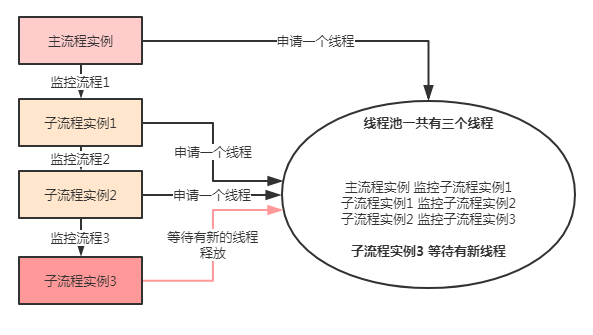 主流程实例
申请一个线程
监控流程1
子流程实例1
申请一个线程
监控流程2
子流程实例2
申请一个线程
监控流程3
等待有新的线程
释放
子流程实例3
线程池一共有三个线程
主流程实例 监控子流程实例1
子流程实例1 监控子流程实例2
子流程实例2 监控子流程实例3
子流程实例3 等待有新线程